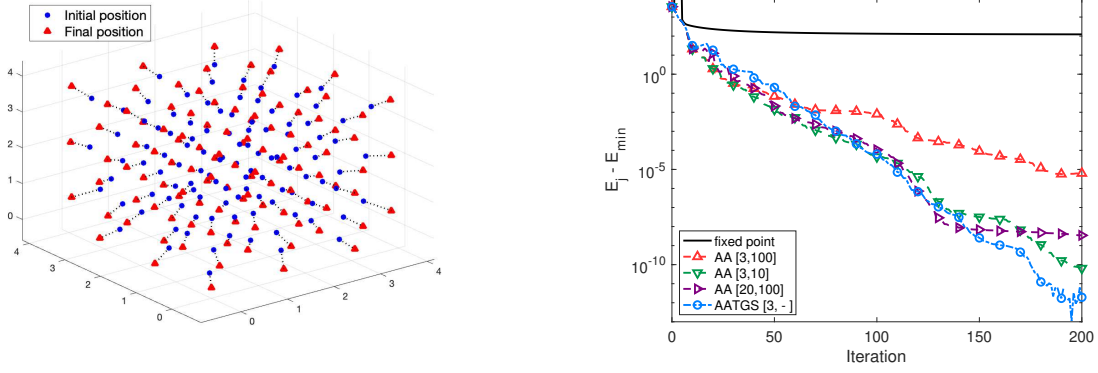 Initial position
Final position
4
3
2
1
0
4
3
2
1
0
0
1
2
3
4
E_j - E_min
10^0
10^-5
10^-10
fixed point
AA [3,100]
AA [3,10]
AA [20,100]
AATGS [3, - ]
0
50
100
150
200
Iteration